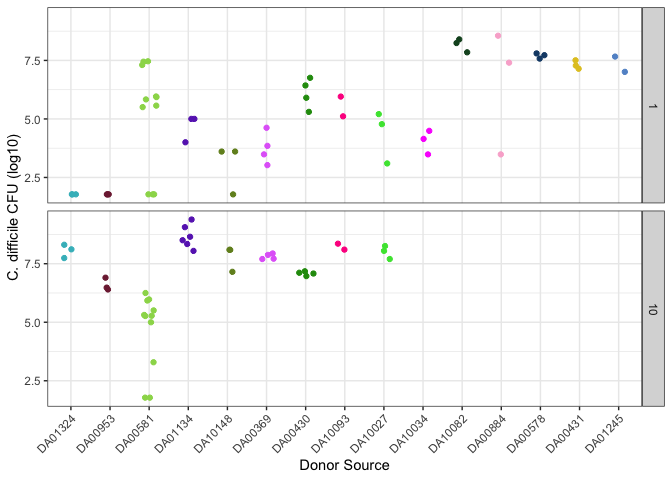 C. difficile CFU (log10)
7.5
5.0
2.5
1
7.5
5.0
2.5
10
DA01324
DA00953
DA00581
DA01134
DA10148
DA00369
DA00430
DA10093
DA10027
DA10034
DA10082
DA00884
DA00578
DA00431
DA01245
Donor Source